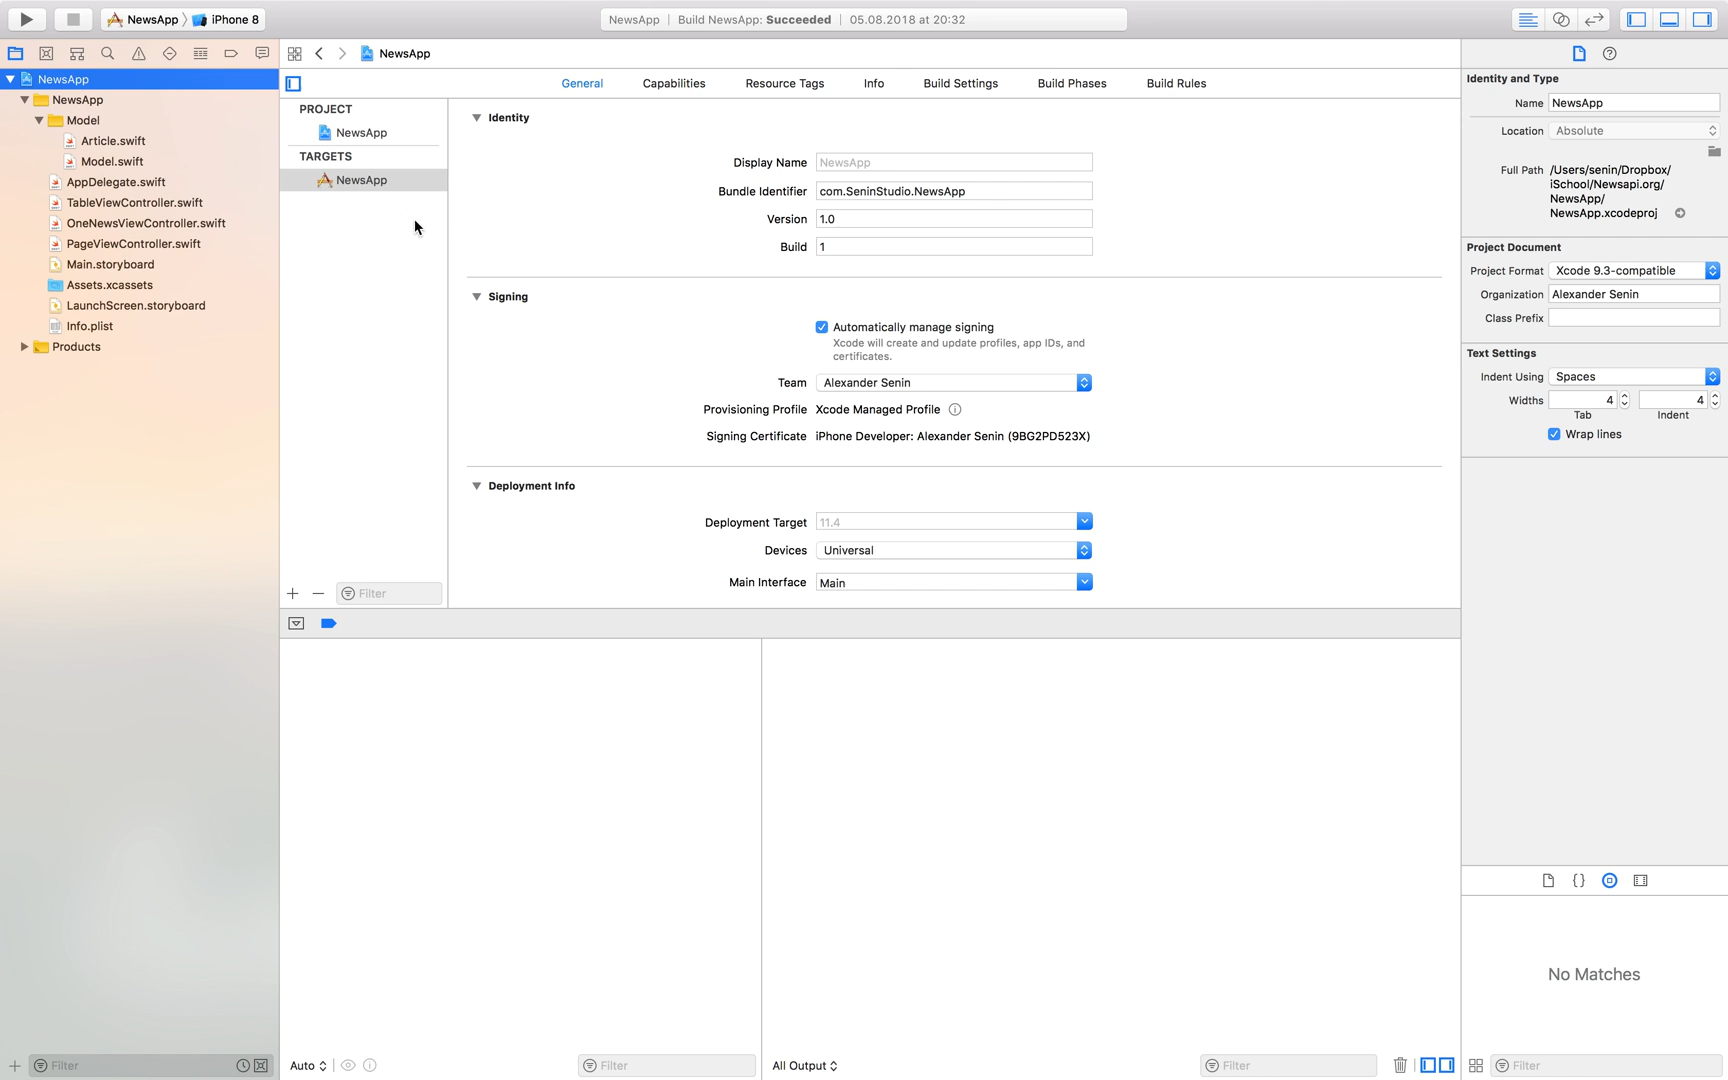 NewsApp
iPhone 8
NewsApp | Build NewsApp: Succeeded | 05.08.2018 at 20:32
NewsApp
NewsApp
NewsApp
Model
Article.swift
Model.swift
AppDelegate.swift
TableViewController.swift
OneNewsViewController.swift
PageViewController.swift
Main.storyboard
Assets.xcassets
LaunchScreen.storyboard
Info.plist
Products
Filter
General
Capabilities
Resource Tags
Info
Build Settings
Build Phases
Build Rules
PROJECT
NewsApp
TARGETS
NewsApp
Filter
Identity
Display Name NewsApp
Bundle Identifier com.SeninStudio.NewsApp
Version 1.0
Build 1
Signing
Automatically manage signing
Xcode will create and update profiles, app IDs, and
certificates.
Team Alexander Senin
Provisioning Profile Xcode Managed Profile
Signing Certificate iPhone Developer: Alexander Senin (9BG2PD523X)
Deployment Info
Deployment Target 11.4
Devices Universal
Main Interface Main
Auto
Filter
All Output
Filter
Identity and Type
Name NewsApp
Location Absolute
Full Path /Users/senin/Dropbox/
iSchool/Newsapi.org/
NewsApp/
NewsApp.xcodeproj
Project Document
Project Format Xcode 9.3-compatible
Organization Alexander Senin
Class Prefix
Text Settings
Indent Using Spaces
Widths 4 4
Tab Indent
Wrap lines
{}
No Matches
Filter